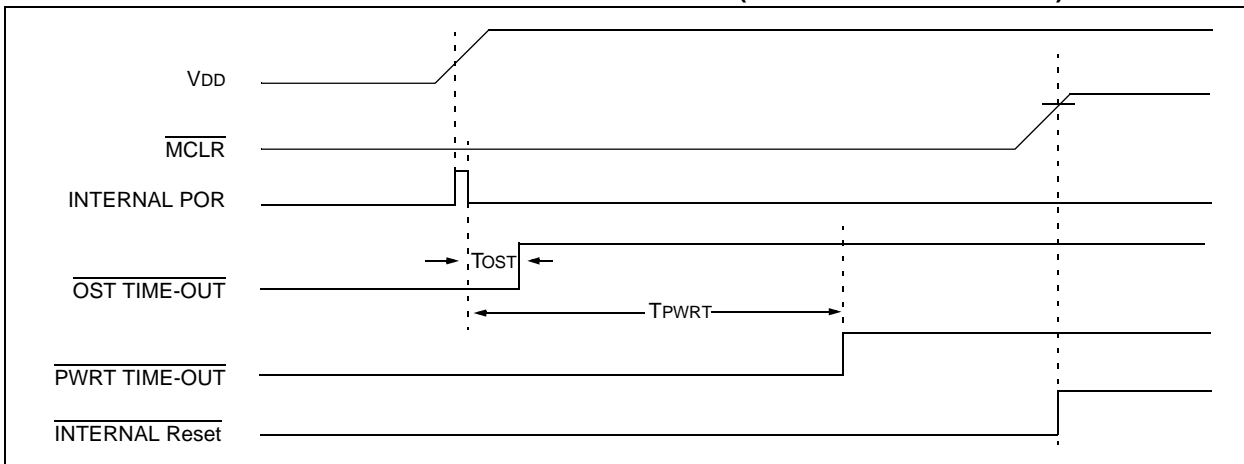 VDD
MCLR
INTERNAL POR
TOST
OST TIME-OUT
TPWRT
PWRT TIME-OUT
INTERNAL Reset